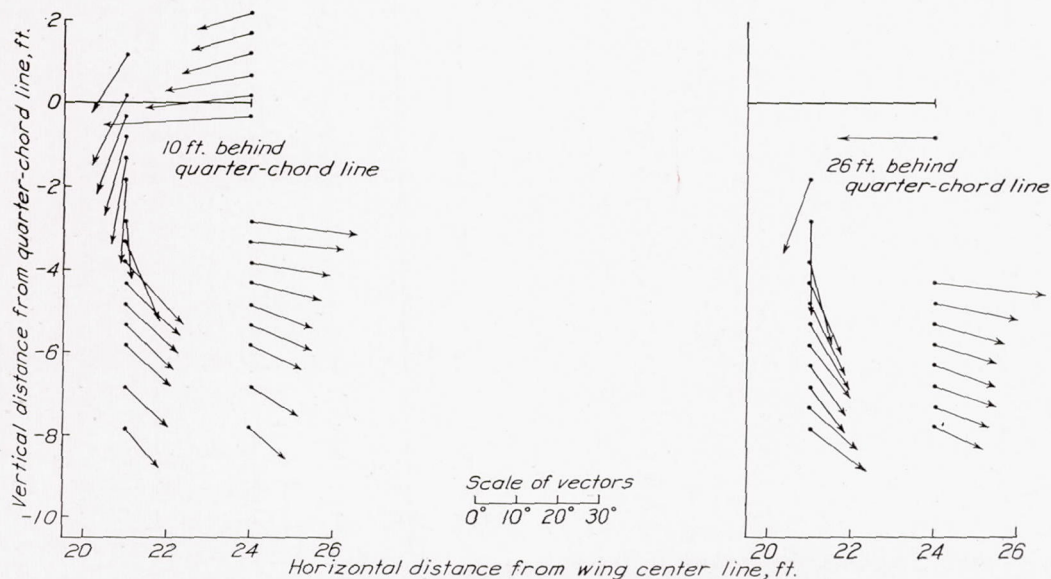 Vertical distance from quarter-chord line, ft.
2
0
-2
-4
-6
-8
-10
10 ft. behind
quarter-chord line
26 ft. behind
quarter-chord line
Scale of vectors
0° 10° 20° 30°
20 22 24 26
20 22 24 26
Horizontal distance from wing center line, ft.